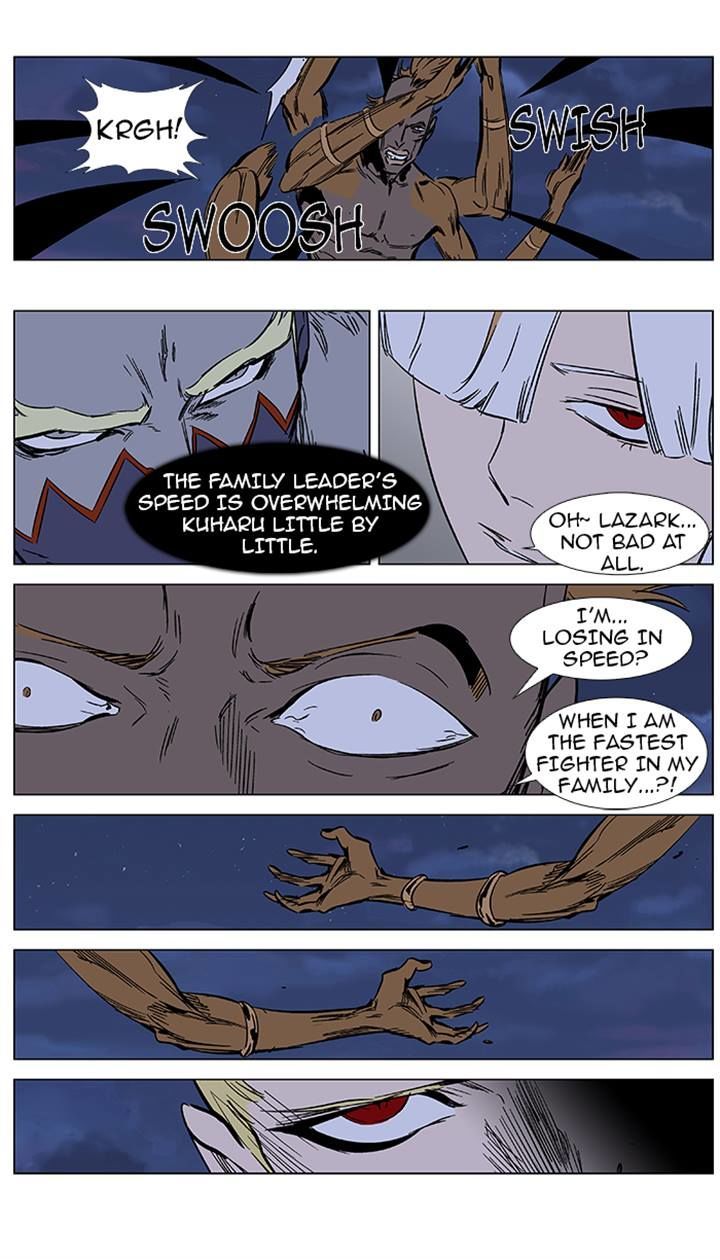 KRGH!
SWISH
SWOOSH
THE FAMILY LEADER'S
SPEED IS OVERWHELMING
KUHARU LITTLE BY
LITTLE.
OH~ LAZARK...
NOT BAD AT
ALL.
I'M...
LOSING IN
SPEED?
WHEN I AM
THE FASTEST
FIGHTER IN MY
FAMILY...?!